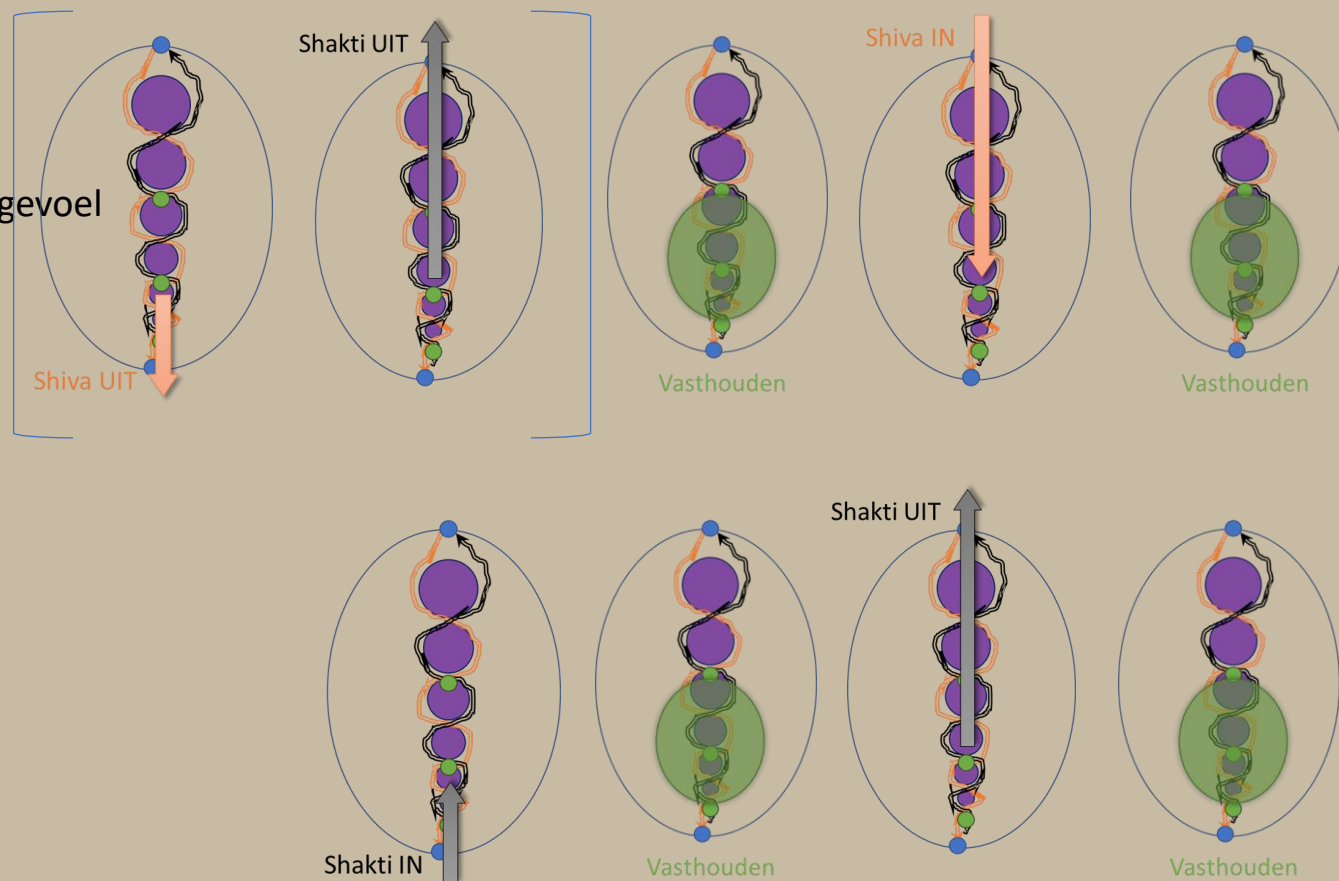 Shakti UIT
Shiva IN
gevoel
Shiva UIT
Vasthouden
Vasthouden
Shakti UIT
Shakti IN
Vasthouden
Vasthouden